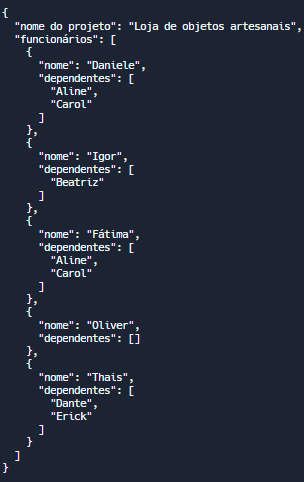 {
  "nome do projeto": "Loja de objetos artesanais",
  "funcionários": [
    {
      "nome": "Daniele",
      "dependentes": [
        "Aline",
        "Carol"
      ]
    },
    {
      "nome": "Igor",
      "dependentes": [
        "Beatriz"
      ]
    },
    {
      "nome": "Fátima",
      "dependentes": [
        "Aline",
        "Carol"
      ]
    },
    {
      "nome": "Oliver",
      "dependentes": []
    },
    {
      "nome": "Thais",
      "dependentes": [
        "Dante",
        "Erick"
      ]
    }
  ]
}